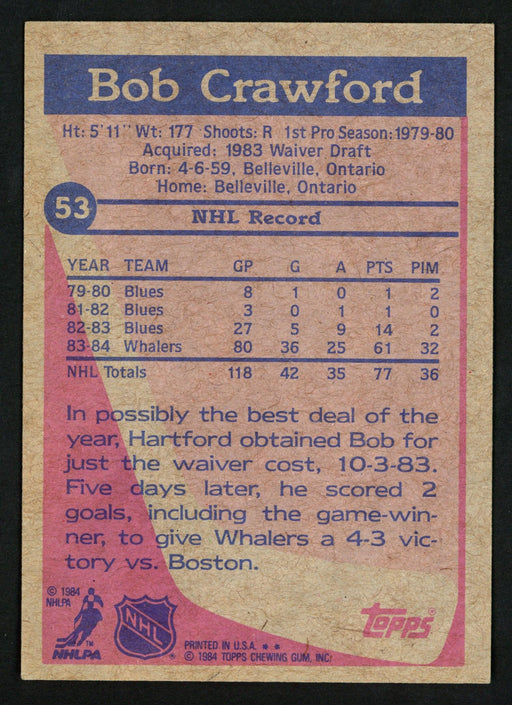 Bob Crawford
Ht: 5'11" Wt: 177 Shoots: R 1st Pro Season: 1979-80
Acquired: 1983 Waiver Draft
Born: 4-6-59, Belleville, Ontario
Home: Belleville, Ontario
53
NHL Record
YEAR TEAM GP G A PTS PIM
79-80 Blues 8 1 0 1 2
81-82 Blues 3 0 1 1 0
82-83 Blues 27 5 9 14 2
83-84 Whalers 80 36 25 61 32
NHL Totals 118 42 35 77 36
In possibly the best deal of the
year, Hartford obtained Bob for
just the waiver cost, 10-3-83.
Five days later, he scored 2
goals, including the game-win-
ner, to give Whalers a 4-3 vic-
tory vs. Boston.
© 1984
NHLPA
TM
NHLPA
NHL
topps®
PRINTED IN U.S.A. **
© 1984 TOPPS CHEWING GUM, INC.